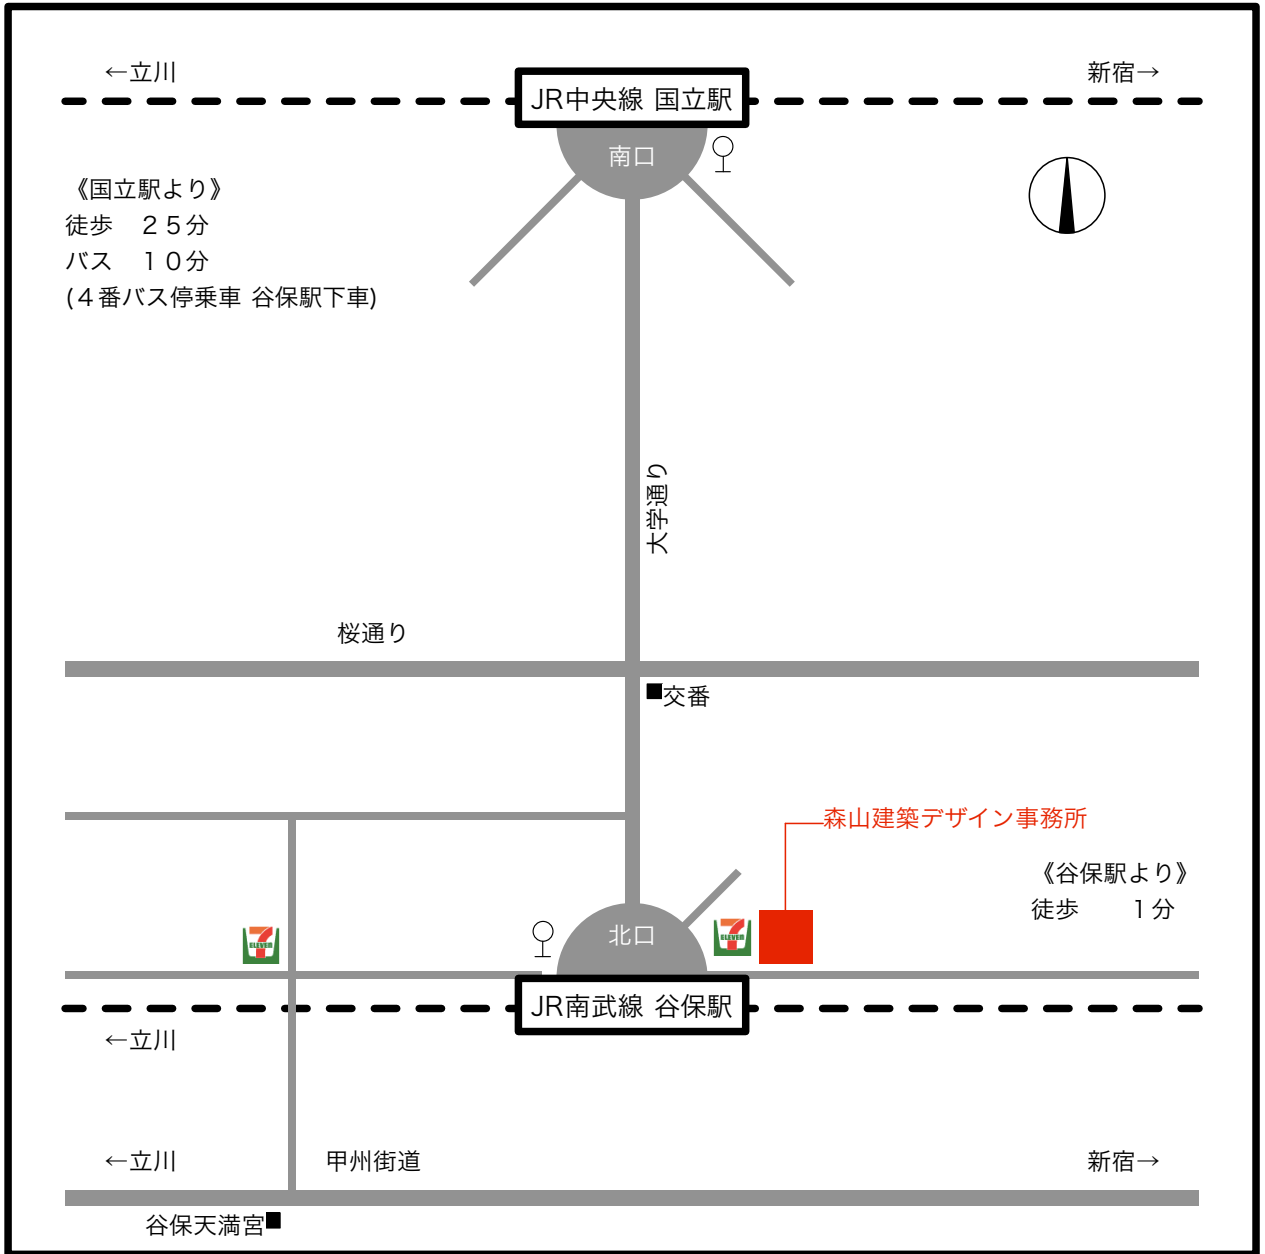 ←立川
新宿→
JR中央線 国立駅
南口
《国立駅より》
徒歩　２５分
バス　１０分
(４番バス停乗車 谷保駅下車)
大学通り
桜通り
■交番
森山建築デザイン事務所
《谷保駅より》
徒歩　　１分
北口
7
ELEVEN
7
ELEVEN
JR南武線 谷保駅
←立川
←立川
甲州街道
新宿→
谷保天満宮■